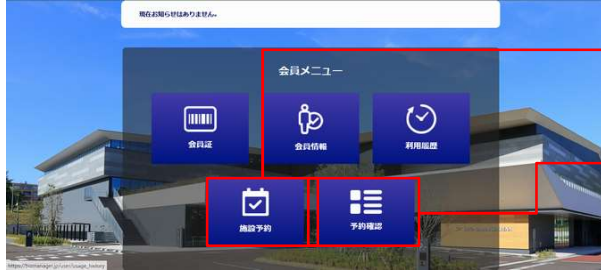 現在お知らせはありません。
会員メニュー
会員証
会員情報
利用履歴
施設予約
予約確認
https://fitmanager.jp/user/usage_history